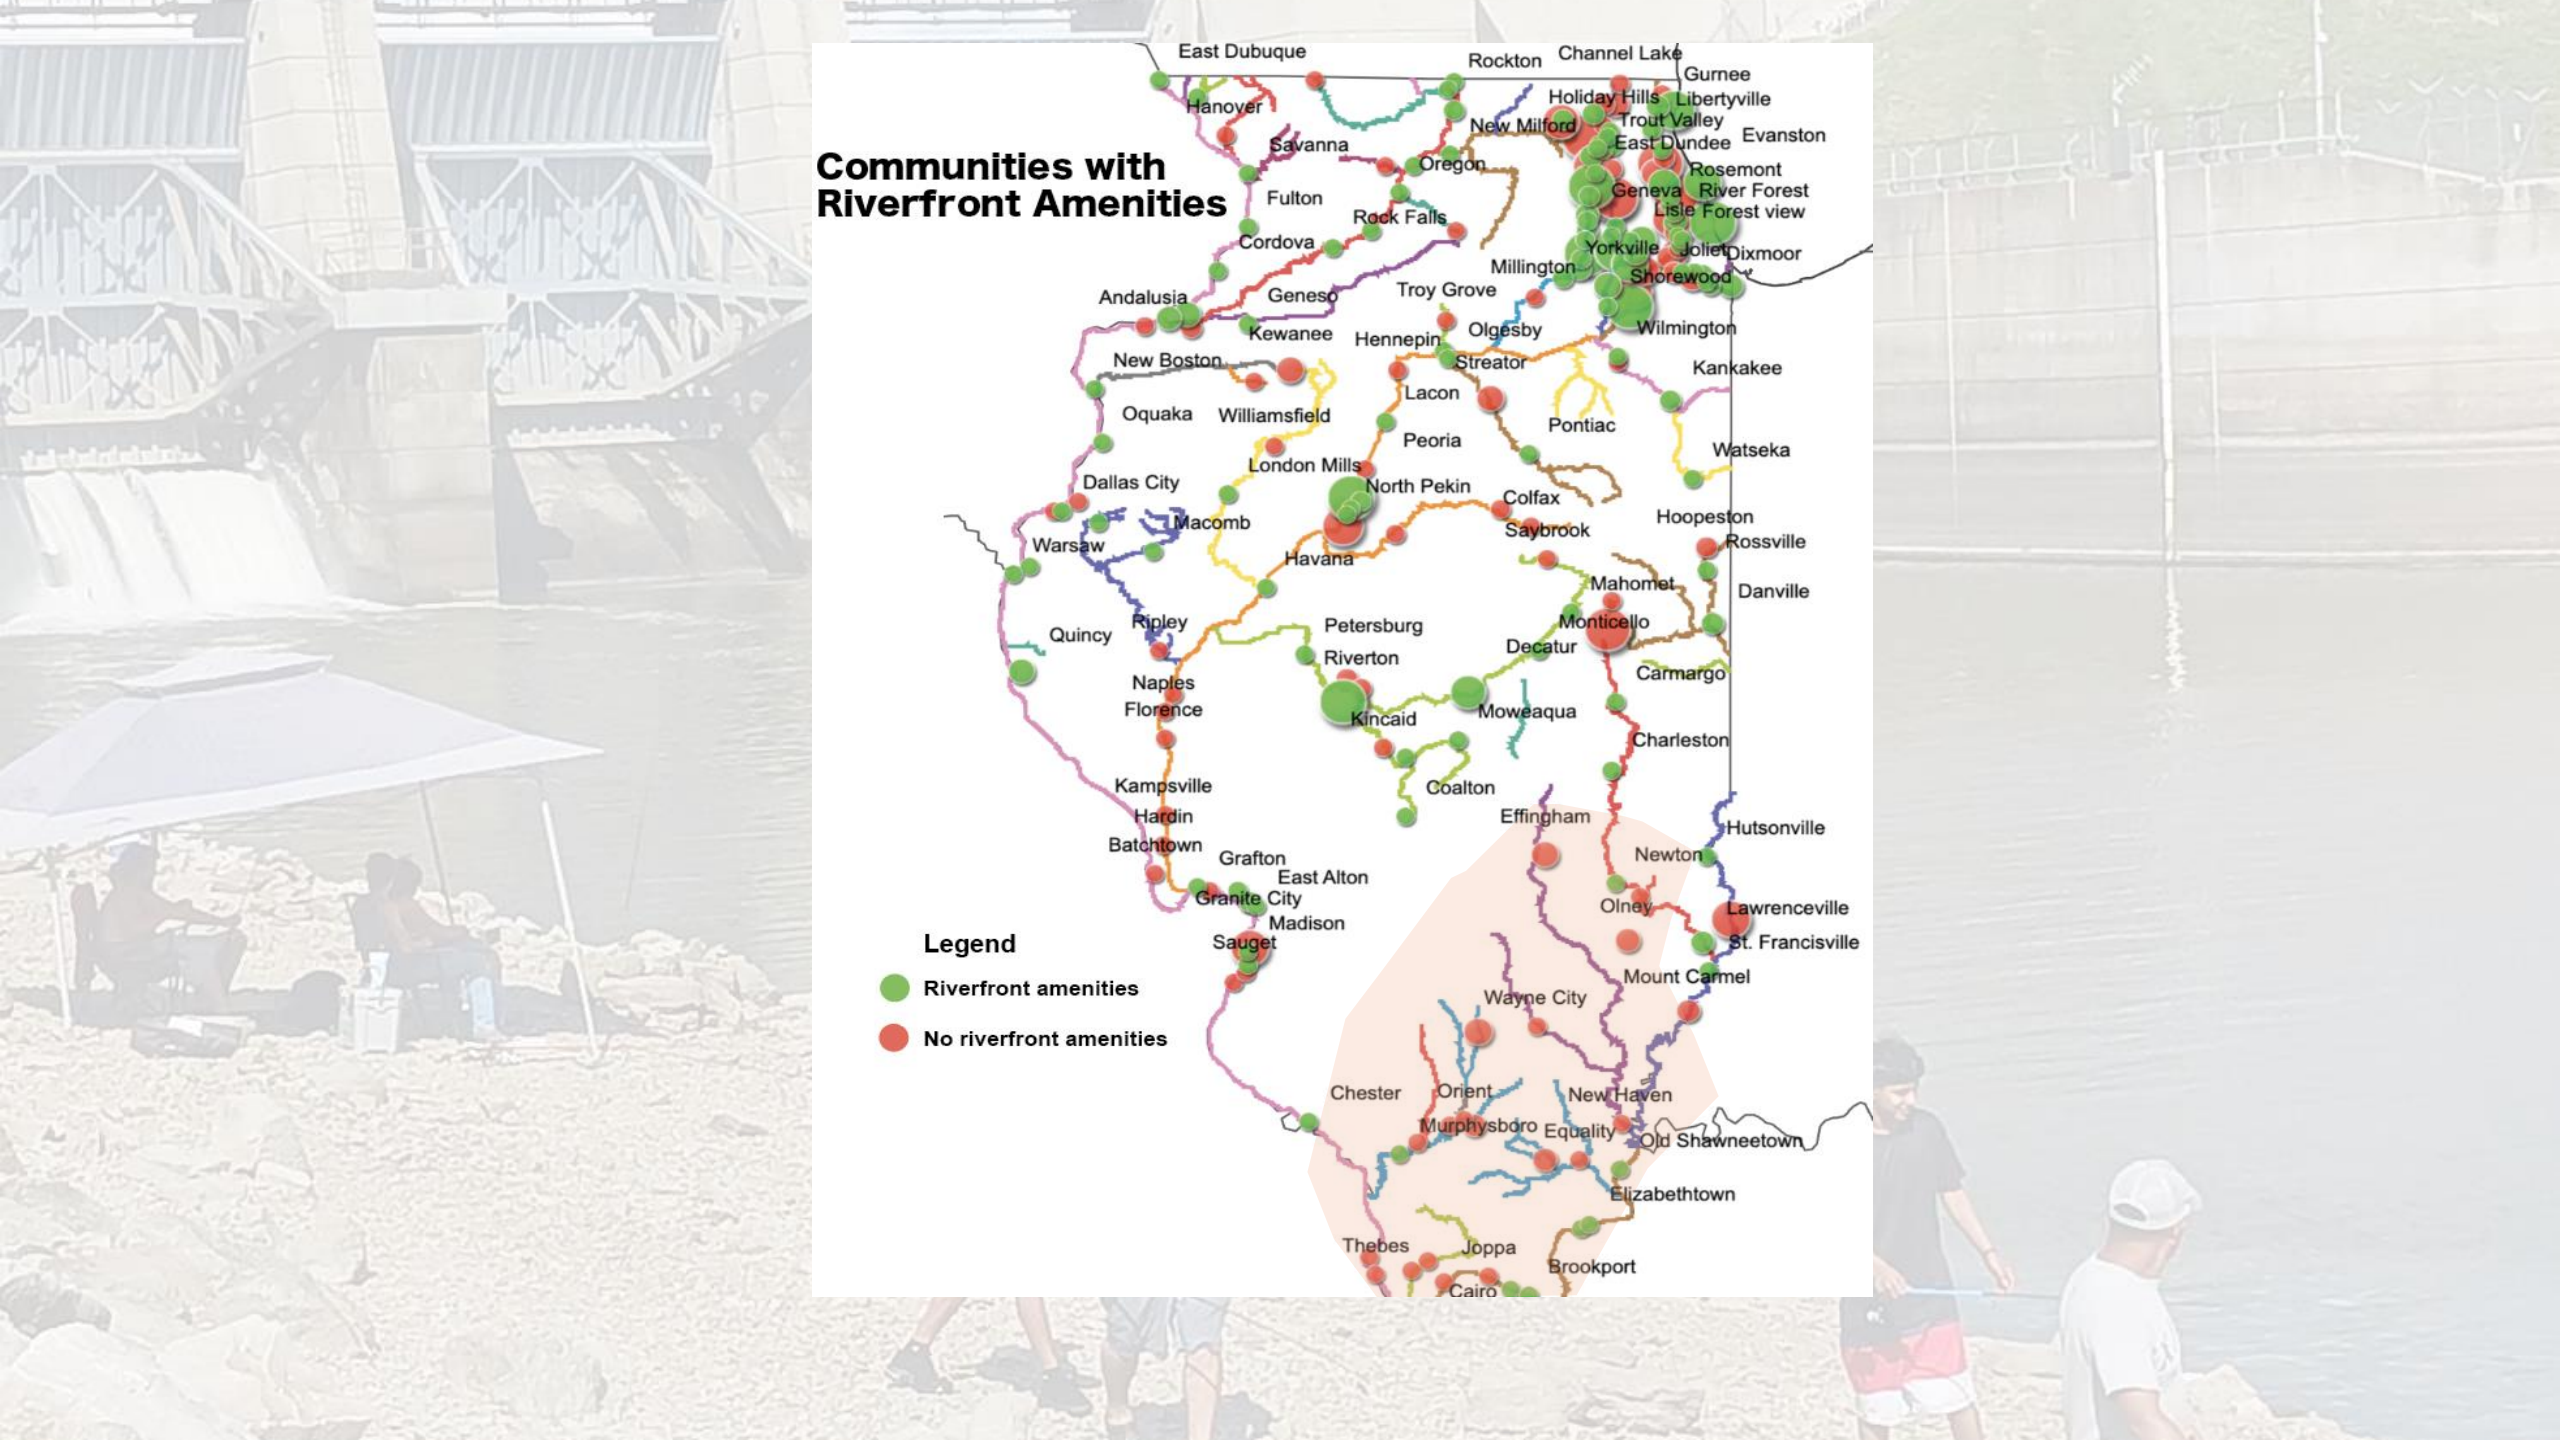 East Dubuque
Rockton
Channel Lake
Gurnee
Hanover
Holiday Hills
Libertyville
New Milford
Trout Valley
Savanna
East Dundee
Evanston
Communities with
Riverfront Amenities
Oregon
Rosemont
Fulton
Geneva
River Forest
Rock Falls
Lisle
Forest view
Cordova
Yorkville
Joliet
Dixmoor
Millington
Shorewood
Andalusia
Geneso
Troy Grove
Kewanee
Hennepin
Olgesby
Wilmington
New Boston
Streator
Kankakee
Lacon
Oquaka
Williamsfield
Pontiac
Peoria
Watseka
London Mills
Dallas City
North Pekin
Colfax
Macomb
Saybrook
Hoopeston
Warsaw
Havana
Rossville
Mahomet
Danville
Ripley
Petersburg
Monticello
Quincy
Riverton
Decatur
Naples
Carmargo
Florence
Kincaid
Moweaqua
Charleston
Kampsville
Coalton
Hardin
Effingham
Hutsonville
Batchtown
Grafton
Newton
East Alton
Granite City
Olney
Lawrenceville
Madison
Legend
Sauget
St. Francisville
Riverfront amenities
Mount Carmel
Wayne City
No riverfront amenities
Chester
Orient
New Haven
Murphysboro
Equality
Old Shawneetown
Elizabethtown
Thebes
Joppa
Brookport
Cairo